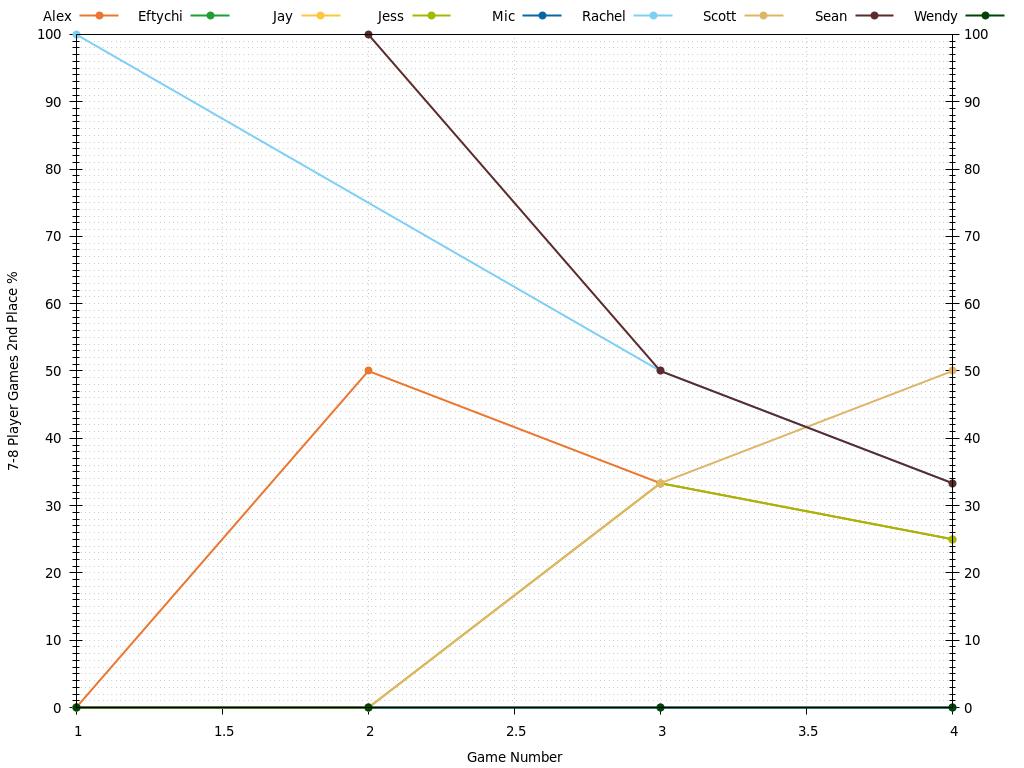 Alex Eftychi Jay Jess Mic Rachel Scott Sean Wendy
100 100
90 90
80 80
70 70
60 60
50 50
40 40
30 30
20 20
10 10
0 0
1 1.5 2 2.5 3 3.5 4
7-8 Player Games 2nd Place %
Game Number